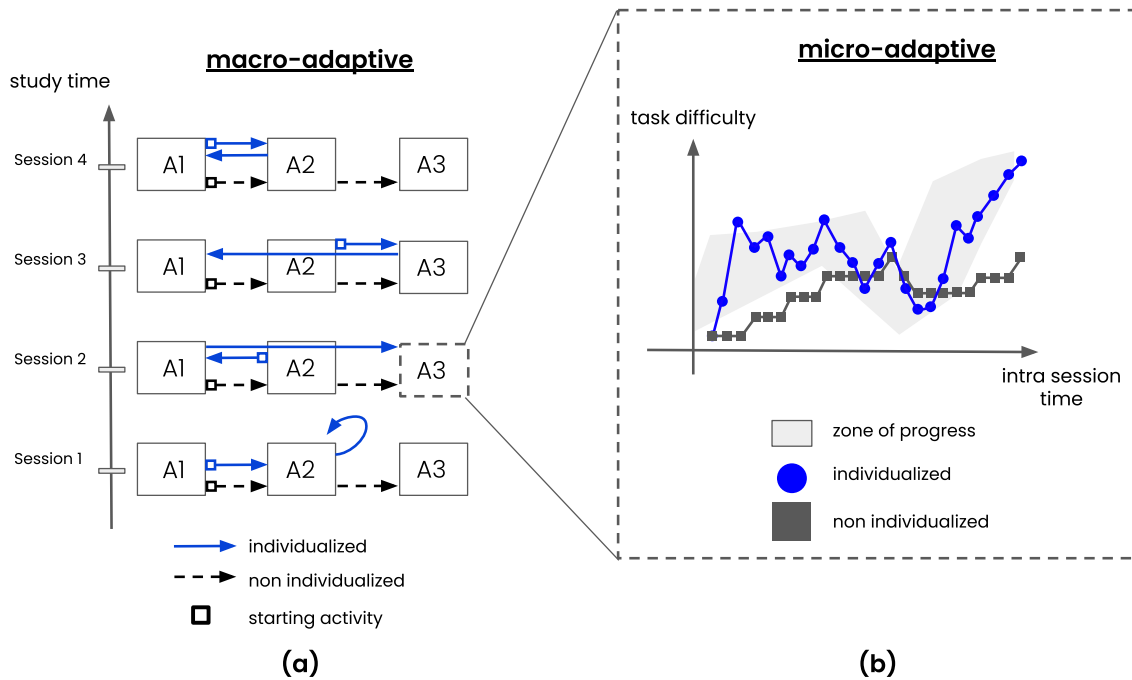 macro-adaptive
study time
Session 4
A1
A2
A3
Session 3
A1
A2
A3
Session 2
A1
A2
A3
Session 1
A1
A2
A3
individualized
non individualized
starting activity
(a)
micro-adaptive
task difficulty
intra session
time
zone of progress
individualized
non individualized
(b)